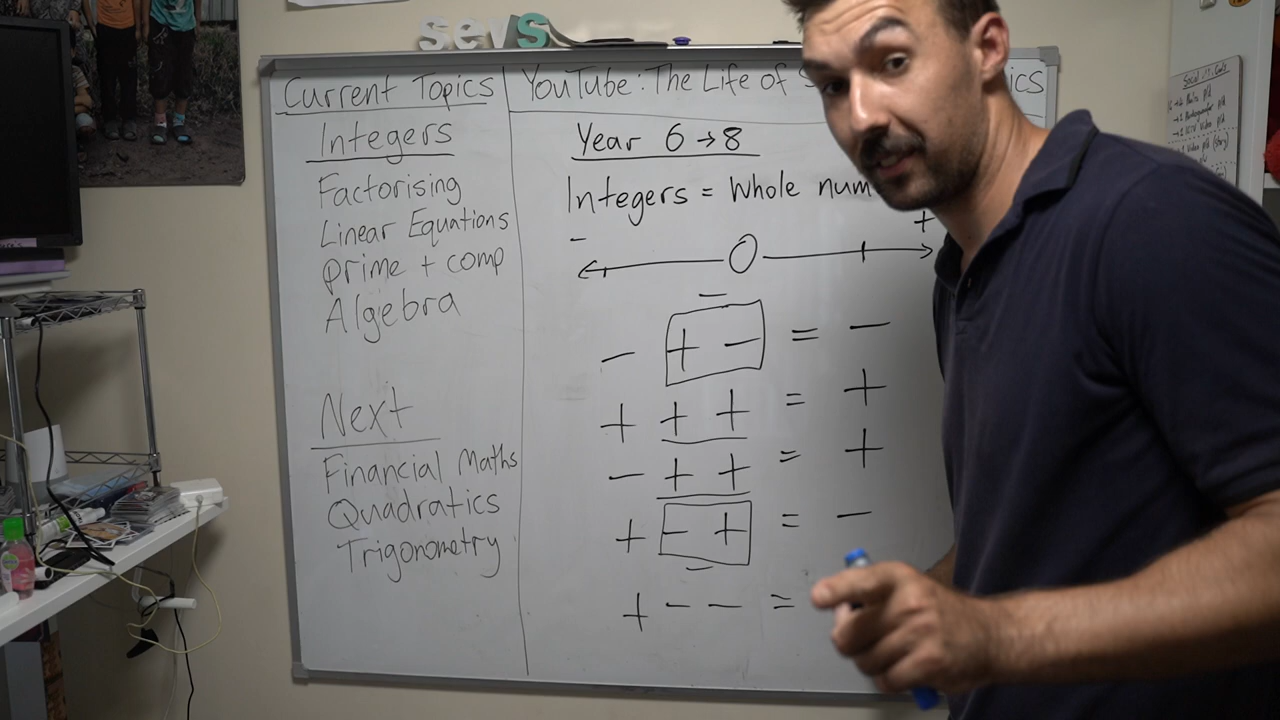 sevs
Current Topics
Integers
Factorising
Linear Equations
prime + comp
Algebra
Next
Financial Maths
Quadratics
Trigonometry
YouTube: The Life of
Year 6 → 8
Integers = Whole num
- +
0
-
- + - = -
+ + + = +
- + + = +
+ - + = -
-
+ - - =